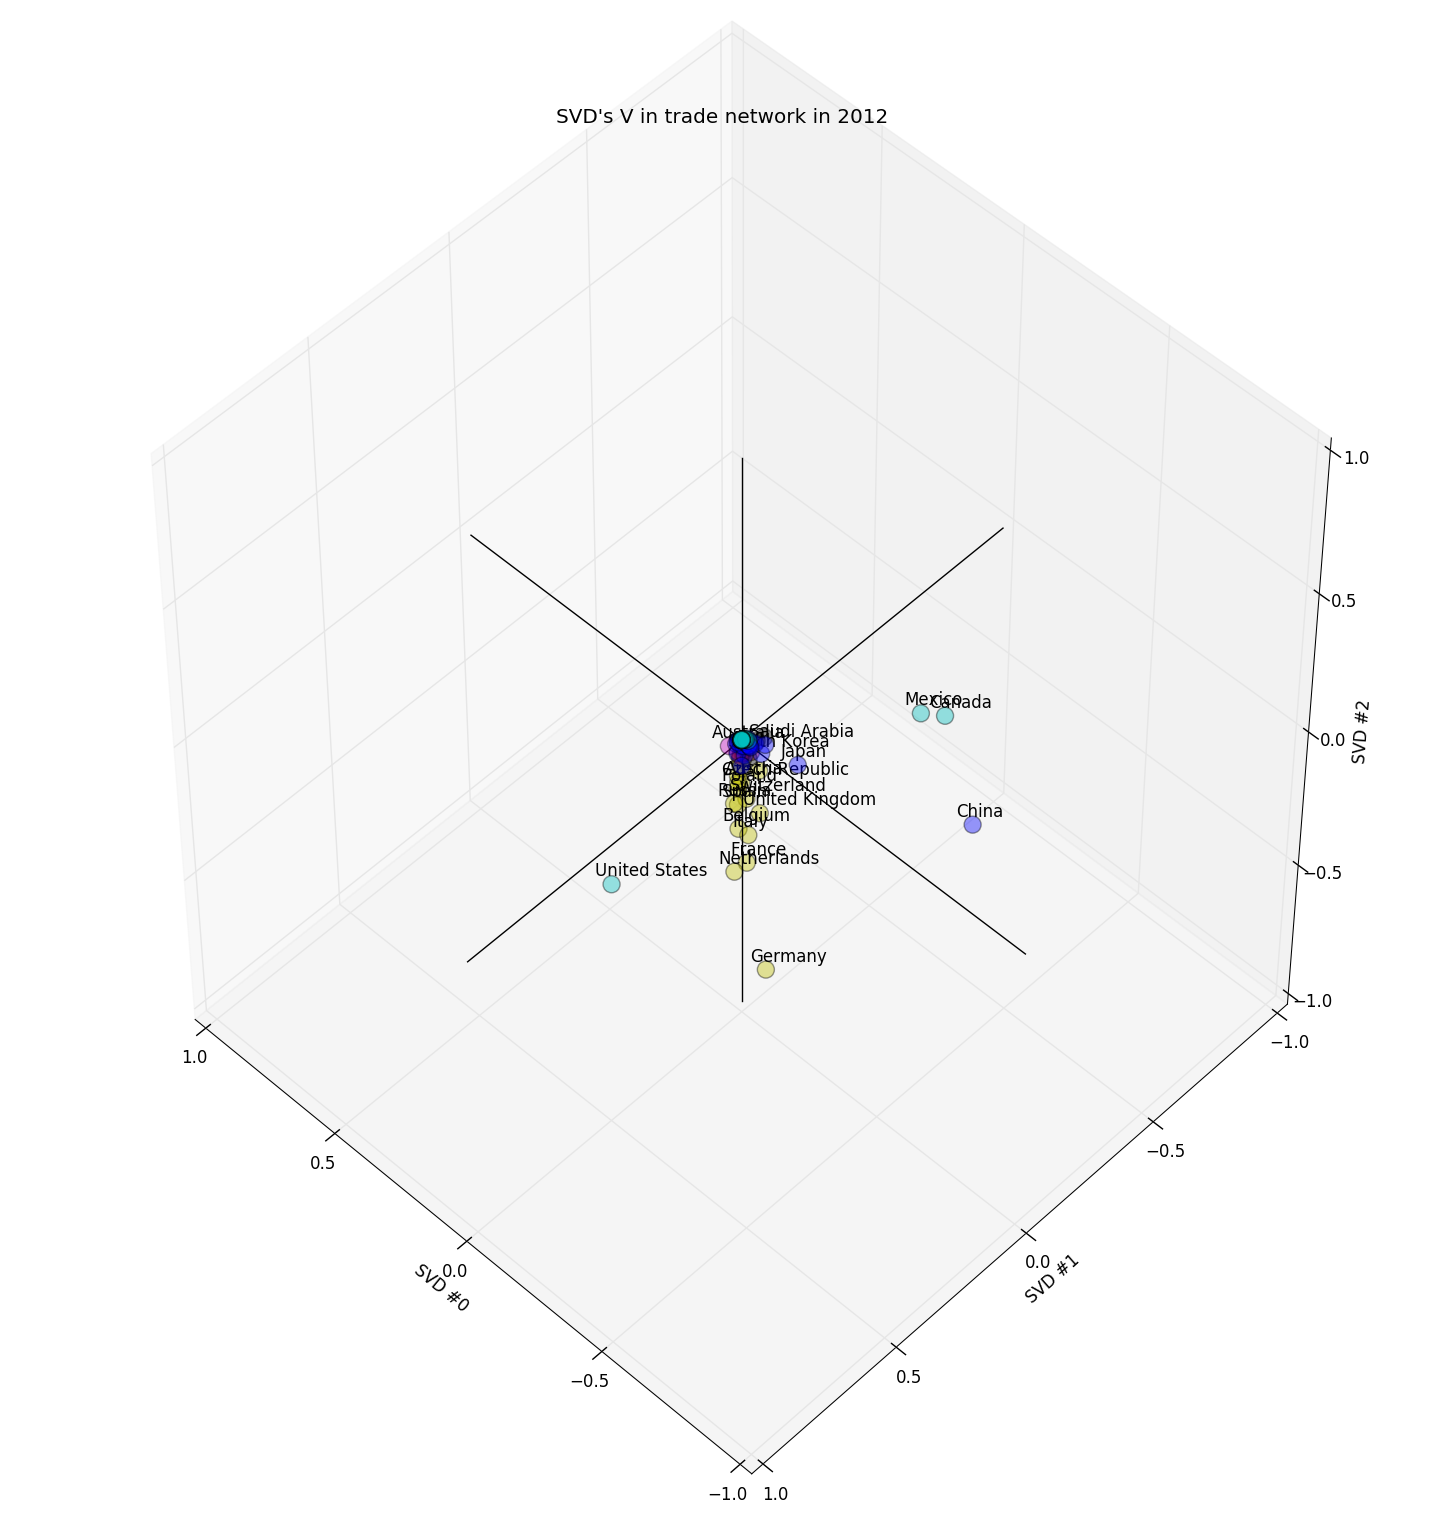 SVD's V in trade network in 2012
1.0
0.5
0.0
−0.5
−1.0
SVD #2
Mexico
Canada
Saudi Arabia
Korea
Japan
Republic
Switzerland
United Kingdom
Belgium
Italy
France
Netherlands
China
United States
Germany
1.0
0.5
0.0
−0.5
−1.0
SVD #0
−1.0
−0.5
0.0
0.5
1.0
SVD #1